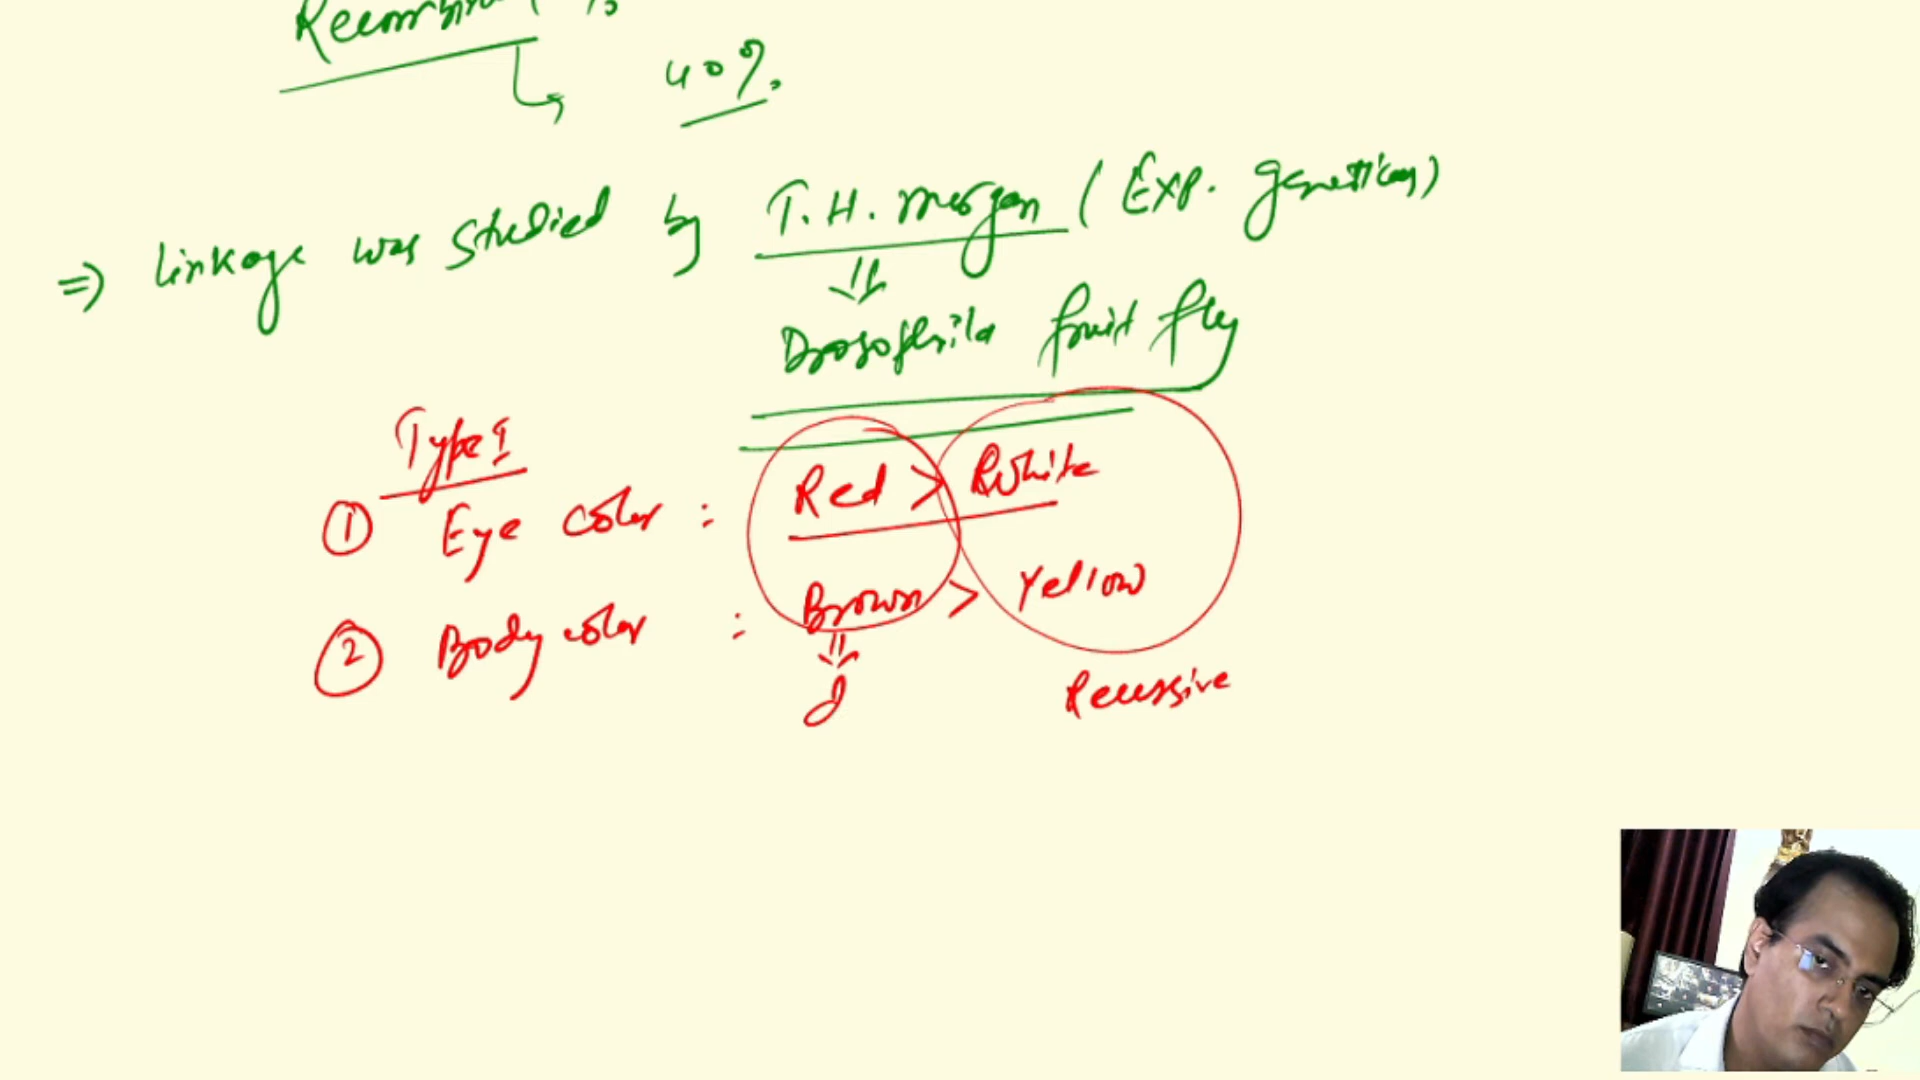 40%
⇒ Linkage was studied by T.H. Morgan ( Exp. genetics)
⇓
Drosophila fruit fly
Type I
① Eye color : Red > White
② Body color : Brown > Yellow
⇓
d
Recessive